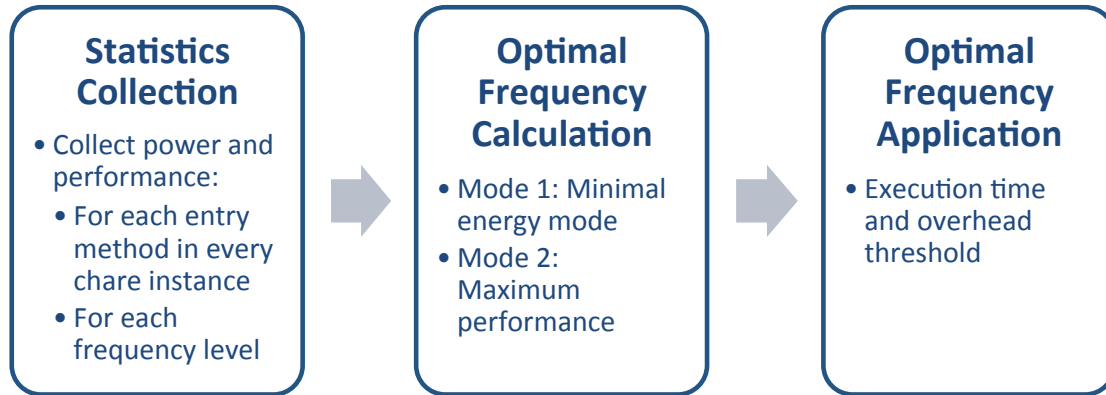 Statistics
Collection
• Collect power and
performance:
• For each entry
method in every
chare instance
• For each
frequency level
Optimal
Frequency
Calculation
• Mode 1: Minimal
energy mode
• Mode 2:
Maximum
performance
Optimal
Frequency
Application
• Execution time
and overhead
threshold